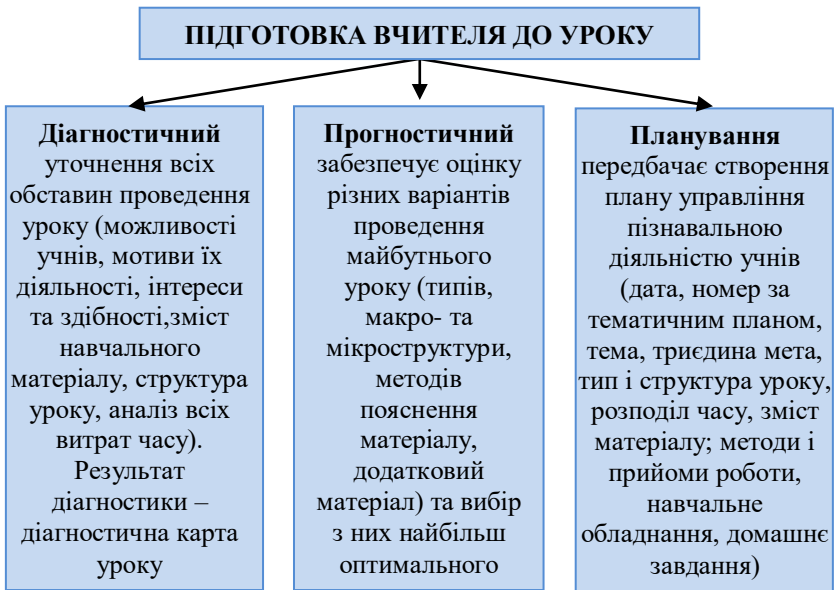 ПІДГОТОВКА ВЧИТЕЛЯ ДО УРОКУ
Діагностичний
уточнення всіх
обставин проведення
уроку (можливості
учнів, мотиви їх
діяльності, інтереси
та здібності,зміст
навчального
матеріалу, структура
уроку, аналіз всіх
витрат часу).
Результат
діагностики –
діагностична карта
уроку
Прогностичний
забезпечує оцінку
різних варіантів
проведення
майбутнього
уроку (типів,
макро- та
мікроструктури,
методів
пояснення
матеріалу,
додатковий
матеріал) та вибір
з них найбільш
оптимального
Планування
передбачає створення
плану управління
пізнавальною
діяльністю учнів
(дата, номер за
тематичним планом,
тема, триєдина мета,
тип і структура уроку,
розподіл часу, зміст
матеріалу; методи і
прийоми роботи,
навчальне
обладнання, домашнє
завдання)